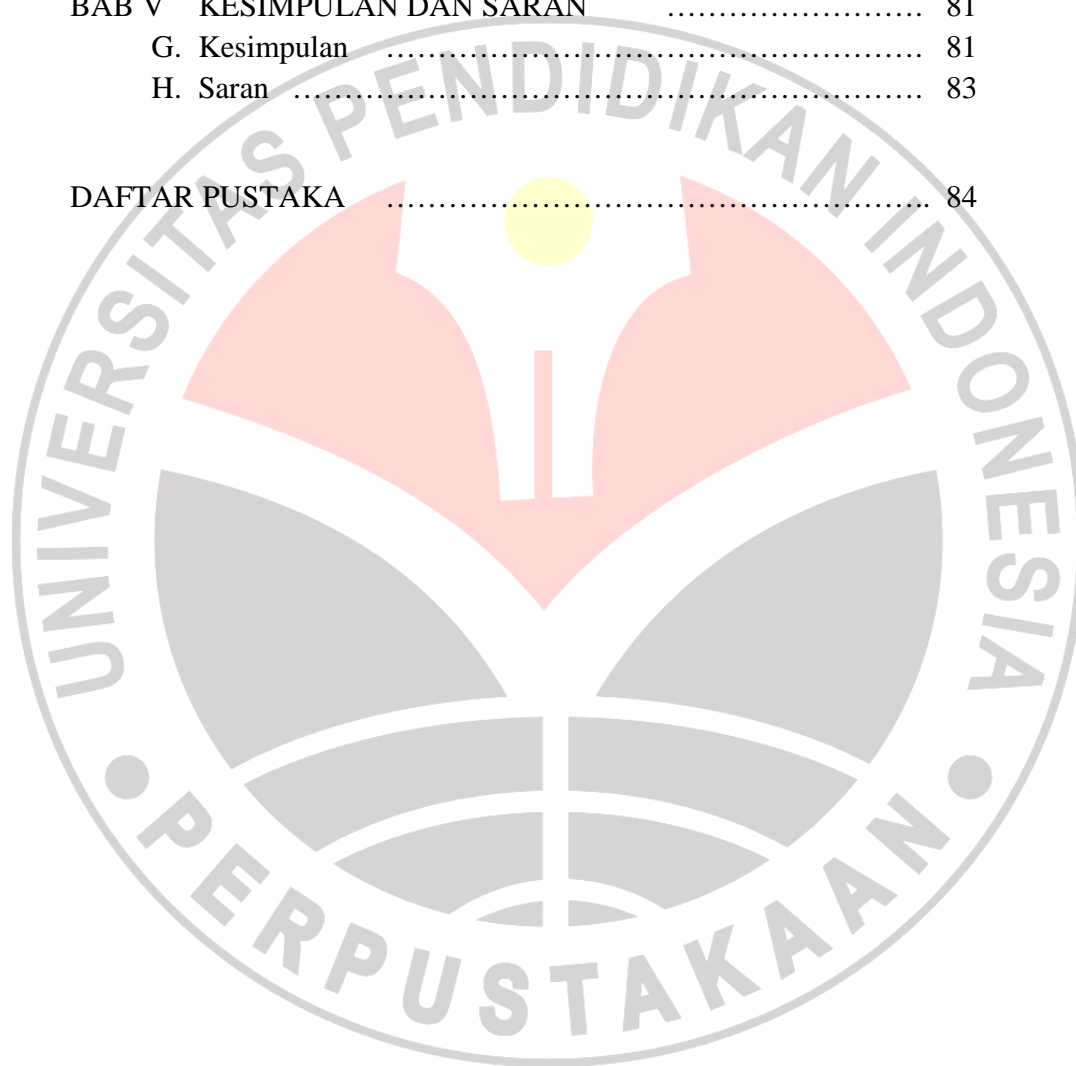 BAB V KESIMPULAN DAN SARAN ........................ 81
G. Kesimpulan .................................................. 81
H. Saran ........................................................... 83
DAFTAR PUSTAKA ................................................... 84
UNIVERSITAS PENDIDIKAN INDONESIA
PERPUSTAKAAN